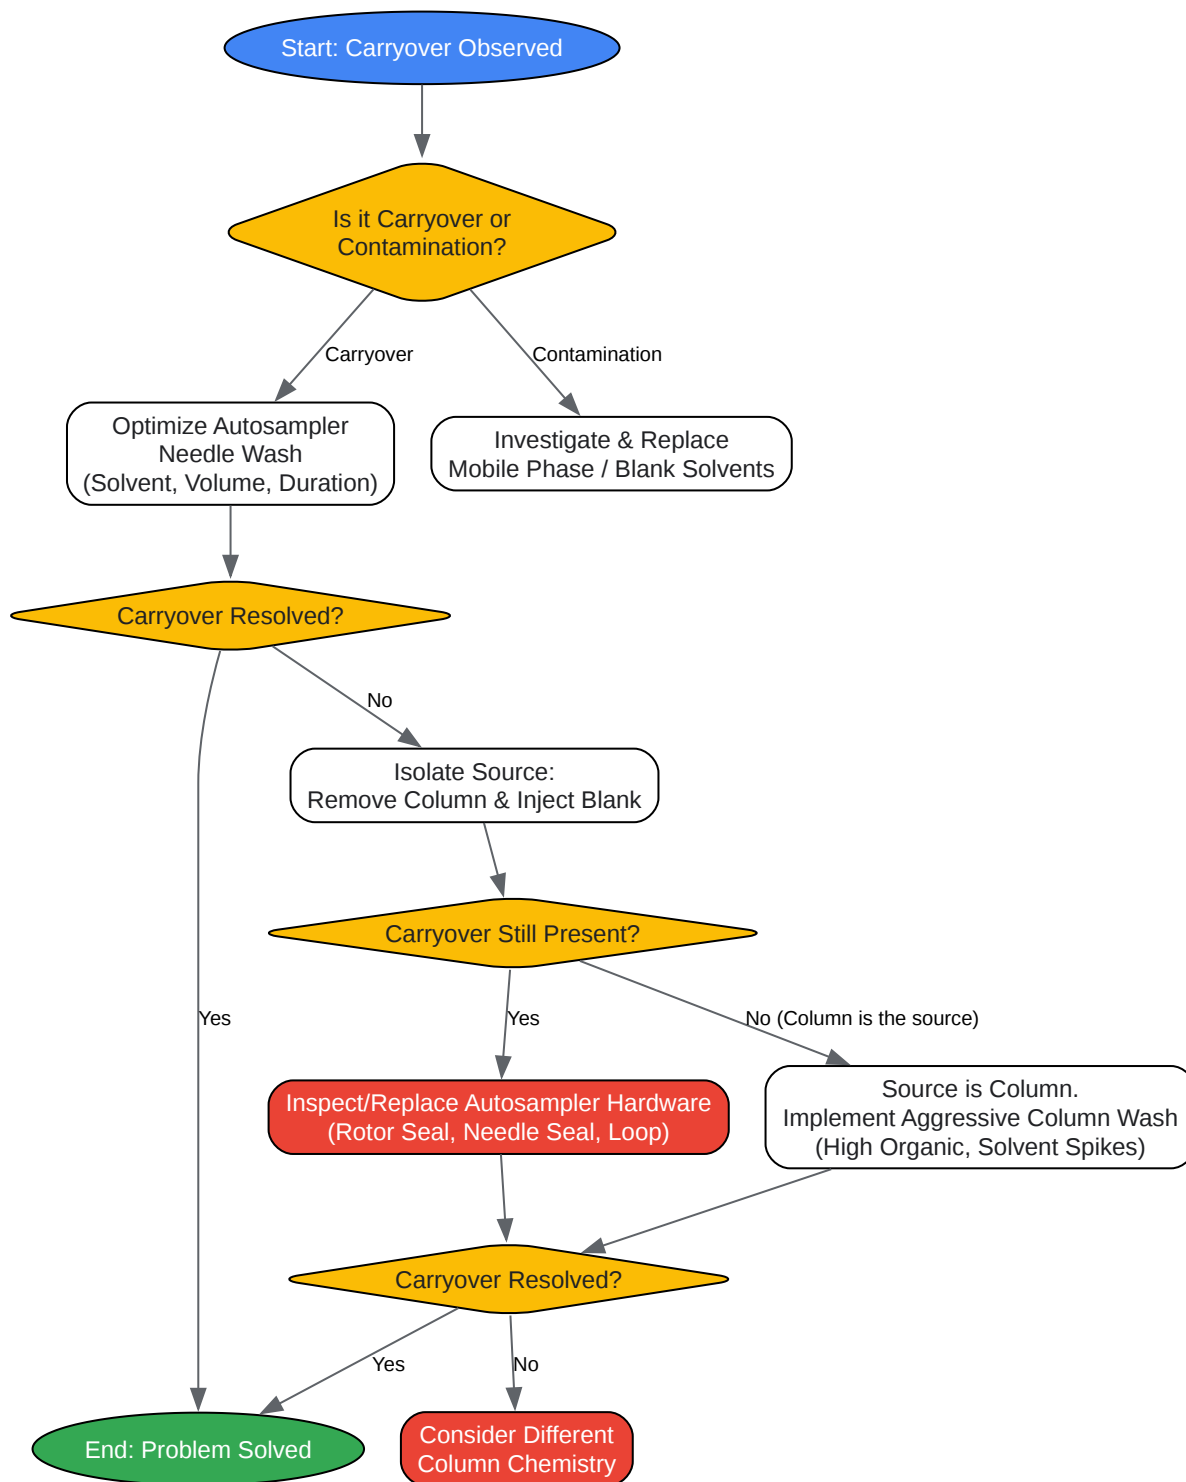 Start: Carryover Observed
Is it Carryover or
Contamination?
Carryover
Contamination
Optimize Autosampler
Needle Wash
(Solvent, Volume, Duration)
Investigate & Replace
Mobile Phase / Blank Solvents
Carryover Resolved?
No
Isolate Source:
Remove Column & Inject Blank
Carryover Still Present?
Yes
Yes
No (Column is the source)
Inspect/Replace Autosampler Hardware
(Rotor Seal, Needle Seal, Loop)
Source is Column.
Implement Aggressive Column Wash
(High Organic, Solvent Spikes)
Carryover Resolved?
Yes
No
End: Problem Solved
Consider Different
Column Chemistry